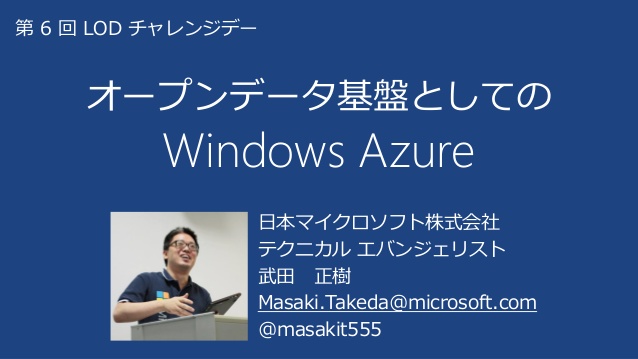 第 6 回 LOD チャレンジデー
オープンデータ基盤としての
Windows Azure
日本マイクロソフト株式会社
テクニカル エバンジェリスト
武田　正樹
Masaki.Takeda@microsoft.com
@masakit555